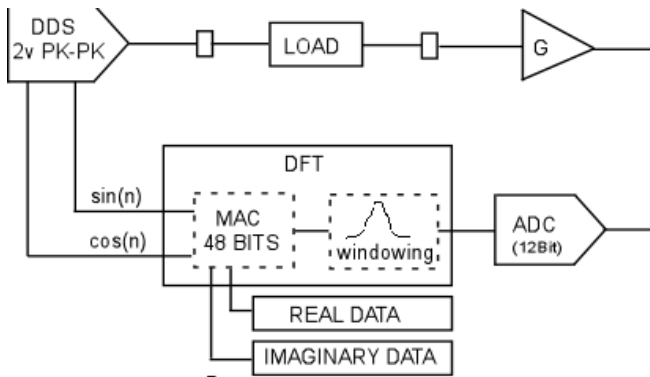 DDS
2v PK-PK
LOAD
G
DFT
sin(n)
cos(n)
MAC
48 BITS
windowing
ADC
(12Bit)
REAL DATA
IMAGINARY DATA